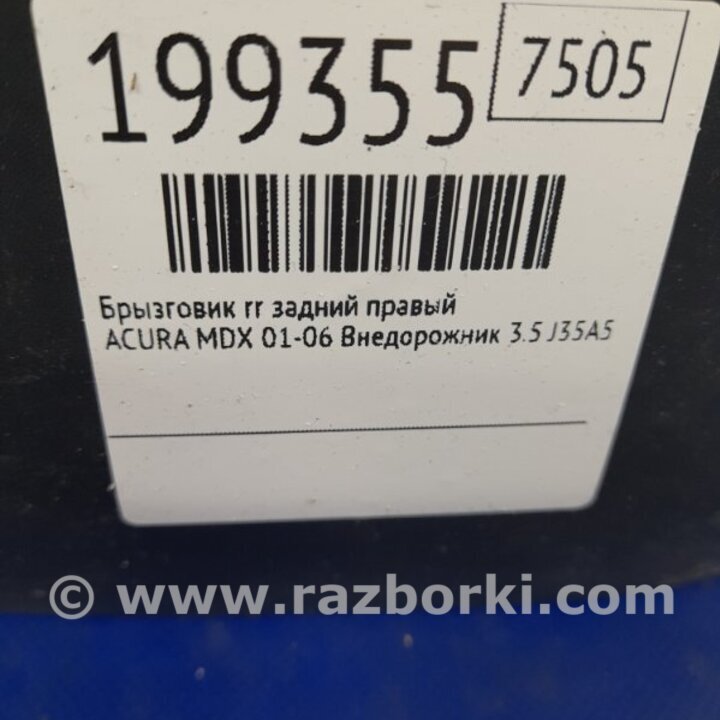 199355 7505
Брызговик rr задний правый
ACURA MDX 01-06 Внедорожник 3.5 J35A5
© www.razborki.com